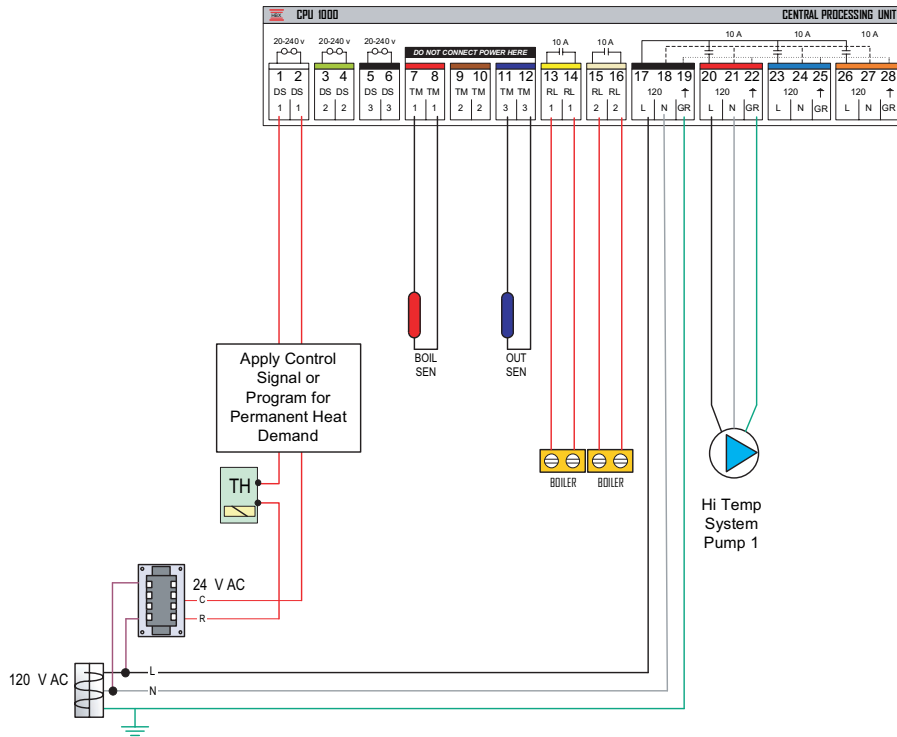 HBX CPU 1000 CENTRAL PROCESSING UNIT
20-240 v 20-240 v 20-240 v DO NOT CONNECT POWER HERE 10 A 10 A 10 A 10 A 10 A
1 2 3 4 5 6 7 8 9 10 11 12 13 14 15 16 17 18 19 20 21 22 23 24 25 26 27 28
DS DS DS DS DS DS TM TM TM TM TM TM RL RL RL RL 120 ↑ 120 ↑ 120 ↑ 120 ↑
1 1 2 2 3 3 1 1 2 2 3 3 1 1 2 2 L N GR L N GR L N GR L N GR
Apply Control
Signal or
Program for
Permanent Heat
Demand
BOIL
SEN
OUT
SEN
TH
BOILER BOILER
Hi Temp
System
Pump 1
24 V AC
C
R
120 V AC
L
N